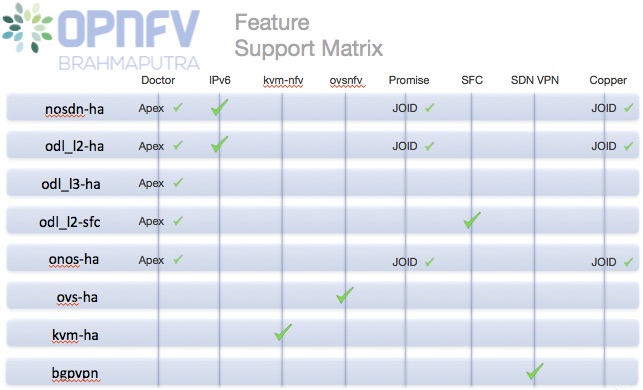 OPNFV
BRAHMAPUTRA
Feature
Support Matrix
Doctor IPv6 kvm-nfv ovsnfv Promise SFC SDN VPN Copper
nosdn-ha Apex ✓ ✓ JOID ✓ JOID ✓
odl_l2-ha Apex ✓ ✓ JOID ✓ JOID ✓
odl_l3-ha Apex ✓
odl_l2-sfc Apex ✓ ✓
onos-ha Apex ✓ JOID ✓ JOID ✓
ovs-ha ✓
kvm-ha ✓
bgpvpn ✓